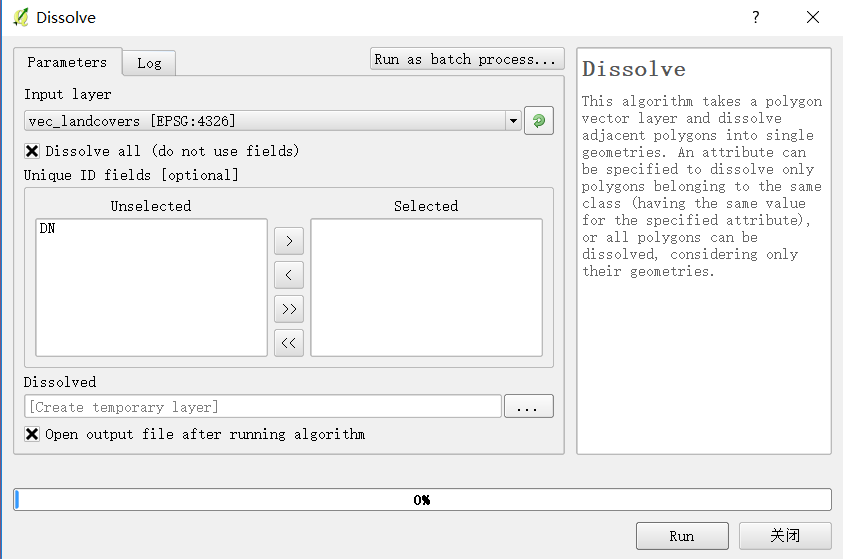 Dissolve
?
Parameters
Log
Run as batch process...
Input layer
vec_landcovers [EPSG:4326]
Dissolve all (do not use fields)
Unique ID fields [optional]
Unselected
Selected
DN
>
<
>>
<<
Dissolved
[Create temporary layer]
...
Open output file after running algorithm
Dissolve
This algorithm takes a polygon
vector layer and dissolve
adjacent polygons into single
geometries. An attribute can
be specified to dissolve only
polygons belonging to the same
class (having the same value
for the specified attribute),
or all polygons can be
dissolved, considering only
their geometries.
0%
Run
关闭